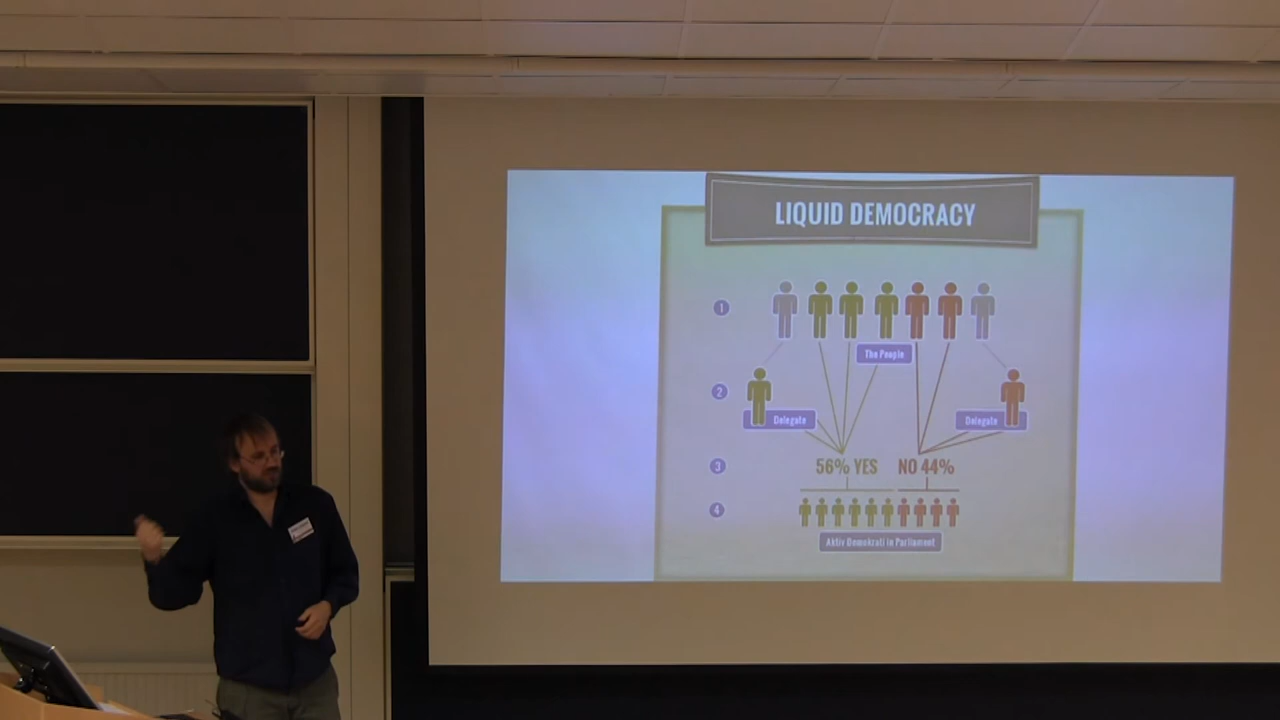 LIQUID DEMOCRACY
1
The People
2
Delegate
Delegate
3
56% YES
NO 44%
4
Aktiv Demokrati in Parliament